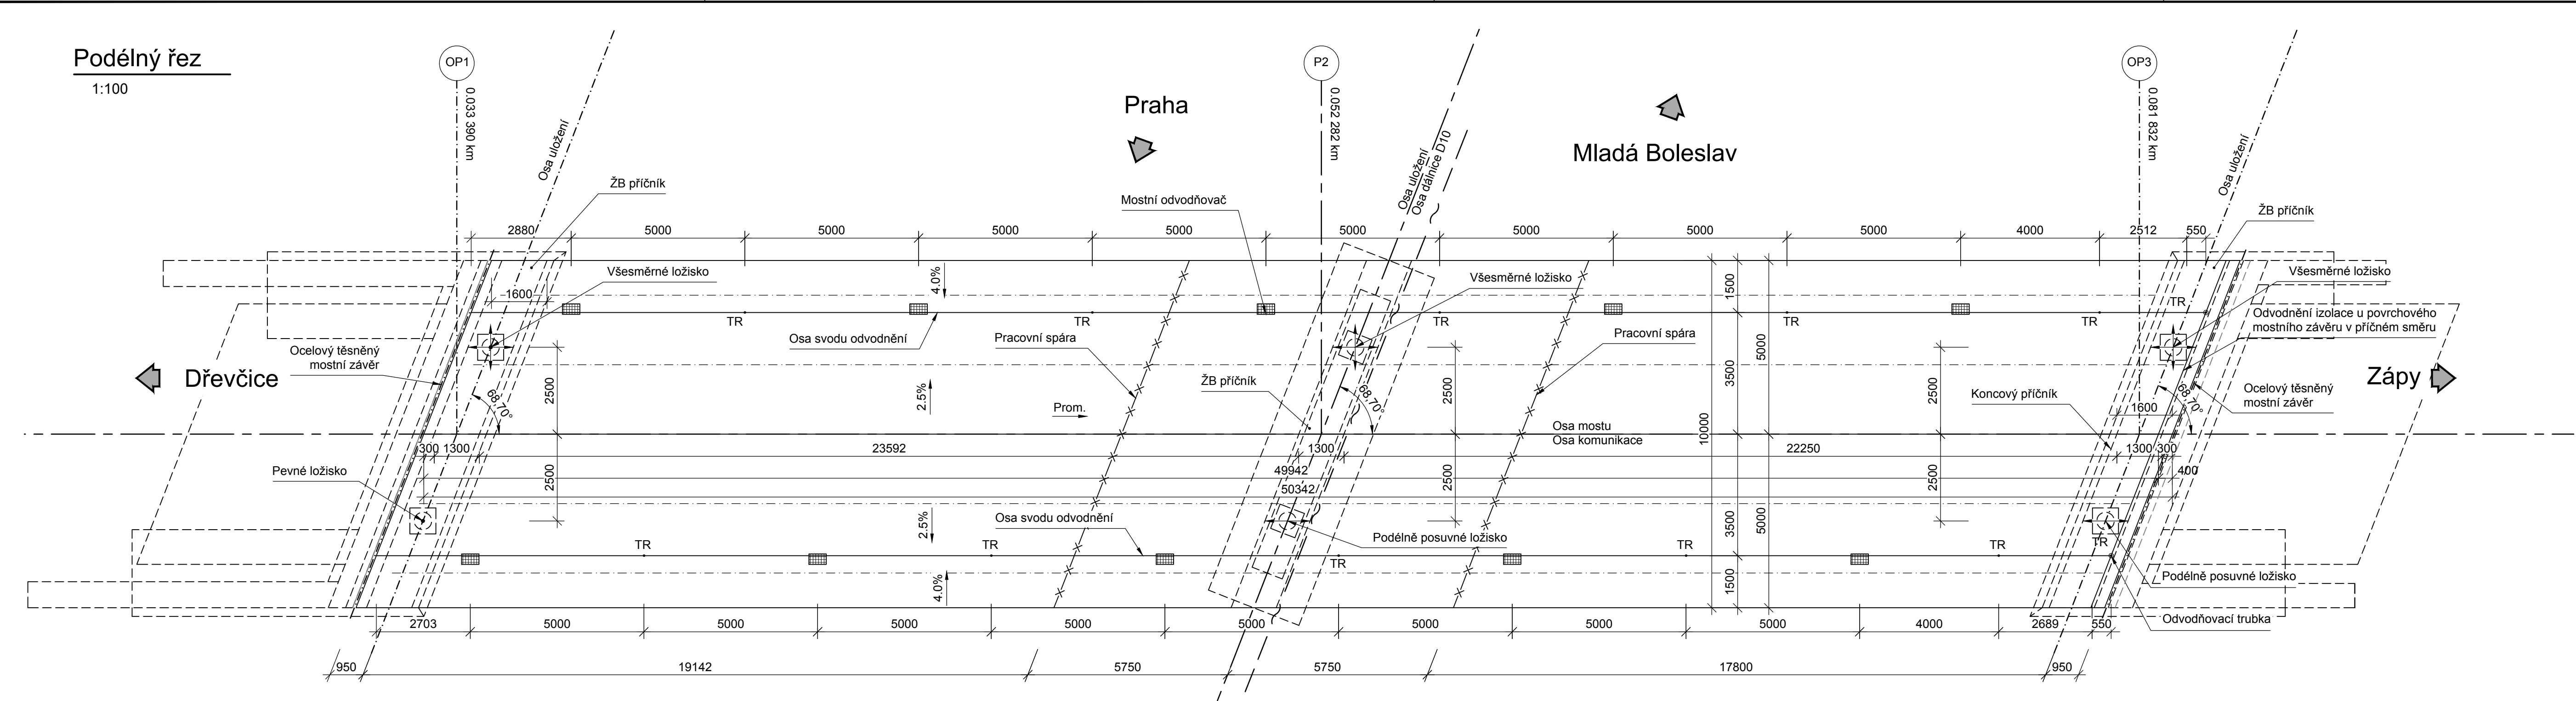 Podélný řez
1:100
OP1
P2
OP3
0.033 390 km
0.052 282 km
0.081 832 km
Praha
Mladá Boleslav
Osa uložení
Osa uložení
Osa dálnice D10
Osa uložení
ŽB příčník
Mostní odvodňovač
ŽB příčník
2880 5000 5000 5000 5000 5000 5000 5000 5000 4000 2512 550
Všesměrné ložisko
Všesměrné ložisko
Všesměrné ložisko
1600
4.0%
1500
TR
TR
TR
TR
TR
TR
Osa svodu odvodnění
Pracovní spára
Pracovní spára
Odvodnění izolace u povrchového
mostního závěru v příčném směru
Ocelový těsněný
mostní závěr
Dřevčice
Zápy
2500
2.5%
ŽB příčník
2500
3500
5000
2500
Koncový příčník
Ocelový těsněný
mostní závěr
68.70°
68.70°
68.70°
Prom.
1600
10000
Osa mostu
Osa komunikace
300 1300 23592 1300 22250 1300 300
49942
400
50342
Pevné ložisko
2500
2500
2500
2.5%
Osa svodu odvodnění
Podélně posuvné ložisko
3500
5000
TR
TR
TR
TR
TR
TR
4.0%
1500
Podélně posuvné ložisko
Odvodňovací trubka
2703 5000 5000 5000 5000 5000 5000 5000 5000 4000 2689 550
950 19142 5750 5750 17800 950